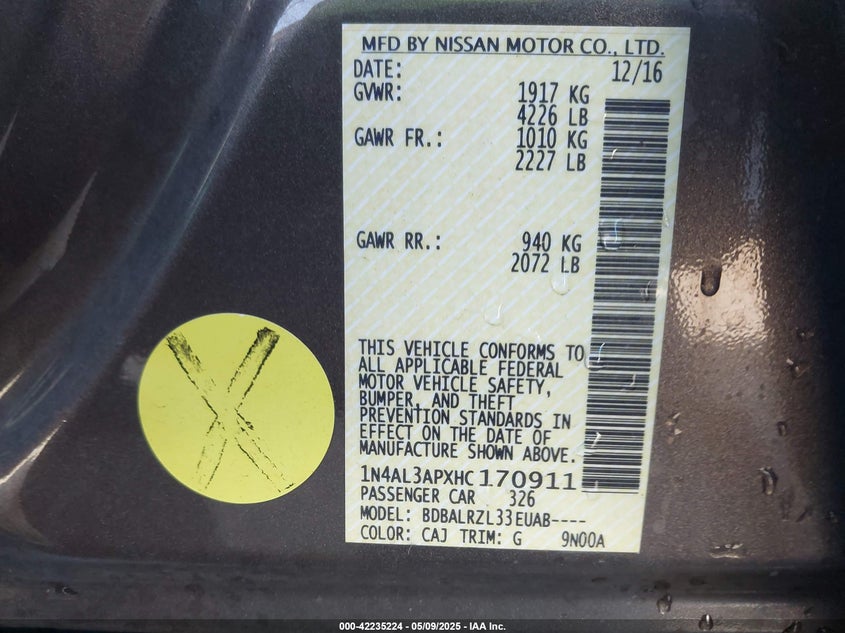 MFD BY NISSAN MOTOR CO., LTD.
DATE: 12/16
GVWR: 1917 KG
4226 LB
GAWR FR.: 1010 KG
2227 LB
GAWR RR.: 940 KG
2072 LB
THIS VEHICLE CONFORMS TO
ALL APPLICABLE FEDERAL
MOTOR VEHICLE SAFETY,
BUMPER, AND THEFT
PREVENTION STANDARDS IN
EFFECT ON THE DATE OF
MANUFACTURE SHOWN ABOVE.
1N4AL3APXHC170911
PASSENGER CAR 326
MODEL: BDBALRZL33EUAB----
COLOR: CAJ TRIM: G 9N00A
X
000-42235224 - 05/09/2025 - IAA Inc.